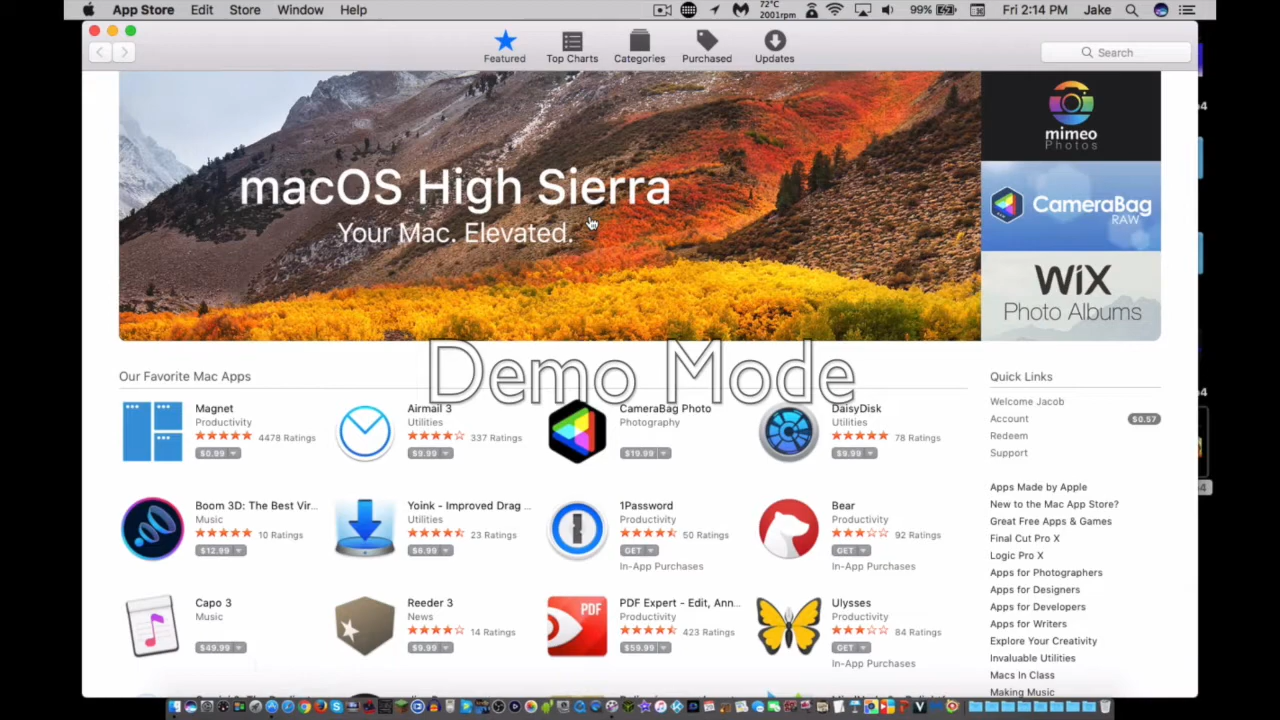 App Store Edit Store Window Help
72°C
2001rpm
99% Fri 2:14 PM Jake
Featured Top Charts Categories Purchased Updates
Search
macOS High Sierra
Your Mac. Elevated.
mimeo
Photos
CameraBag
RAW
WiX
Photo Albums
Demo Mode
Our Favorite Mac Apps
Magnet
Productivity
4478 Ratings
$0.99
Airmail 3
Utilities
337 Ratings
$9.99
CameraBag Photo
Photography
$19.99
DaisyDisk
Utilities
78 Ratings
$9.99
Boom 3D: The Best Vir...
Music
10 Ratings
$12.99
Yoink - Improved Drag ...
Utilities
23 Ratings
$6.99
1Password
Productivity
50 Ratings
GET
In-App Purchases
Bear
Productivity
92 Ratings
GET
In-App Purchases
Capo 3
Music
$49.99
Reeder 3
News
14 Ratings
$9.99
PDF
PDF Expert - Edit, Ann...
Productivity
423 Ratings
$59.99
Ulysses
Productivity
84 Ratings
GET
In-App Purchases
Quick Links
Welcome Jacob
Account $0.57
Redeem
Support
Apps Made by Apple
New to the Mac App Store?
Great Free Apps & Games
Final Cut Pro X
Logic Pro X
Apps for Photographers
Apps for Designers
Apps for Developers
Apps for Writers
Explore Your Creativity
Invaluable Utilities
Macs In Class
Making Music